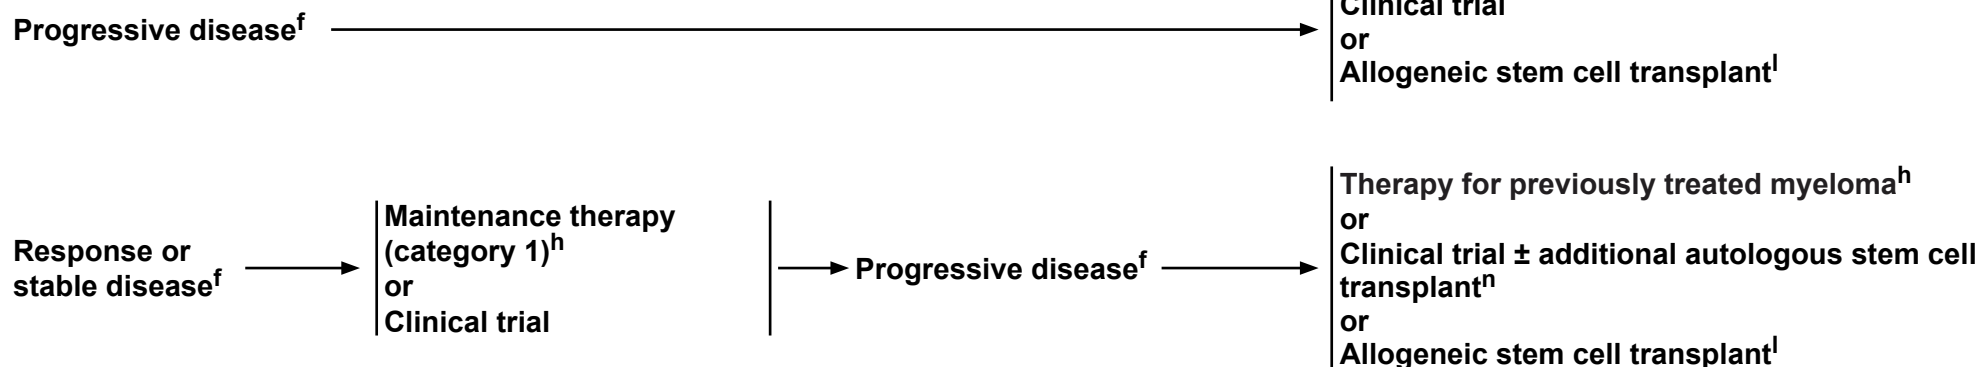 Progressive disease^f
Clinical trial
or
Allogeneic stem cell transplant^l
Response or
stable disease^f
Maintenance therapy
(category 1)^h
or
Clinical trial
Progressive disease^f
Therapy for previously treated myeloma^h
or
Clinical trial ± additional autologous stem cell
transplant^n
or
Allogeneic stem cell transplant^l